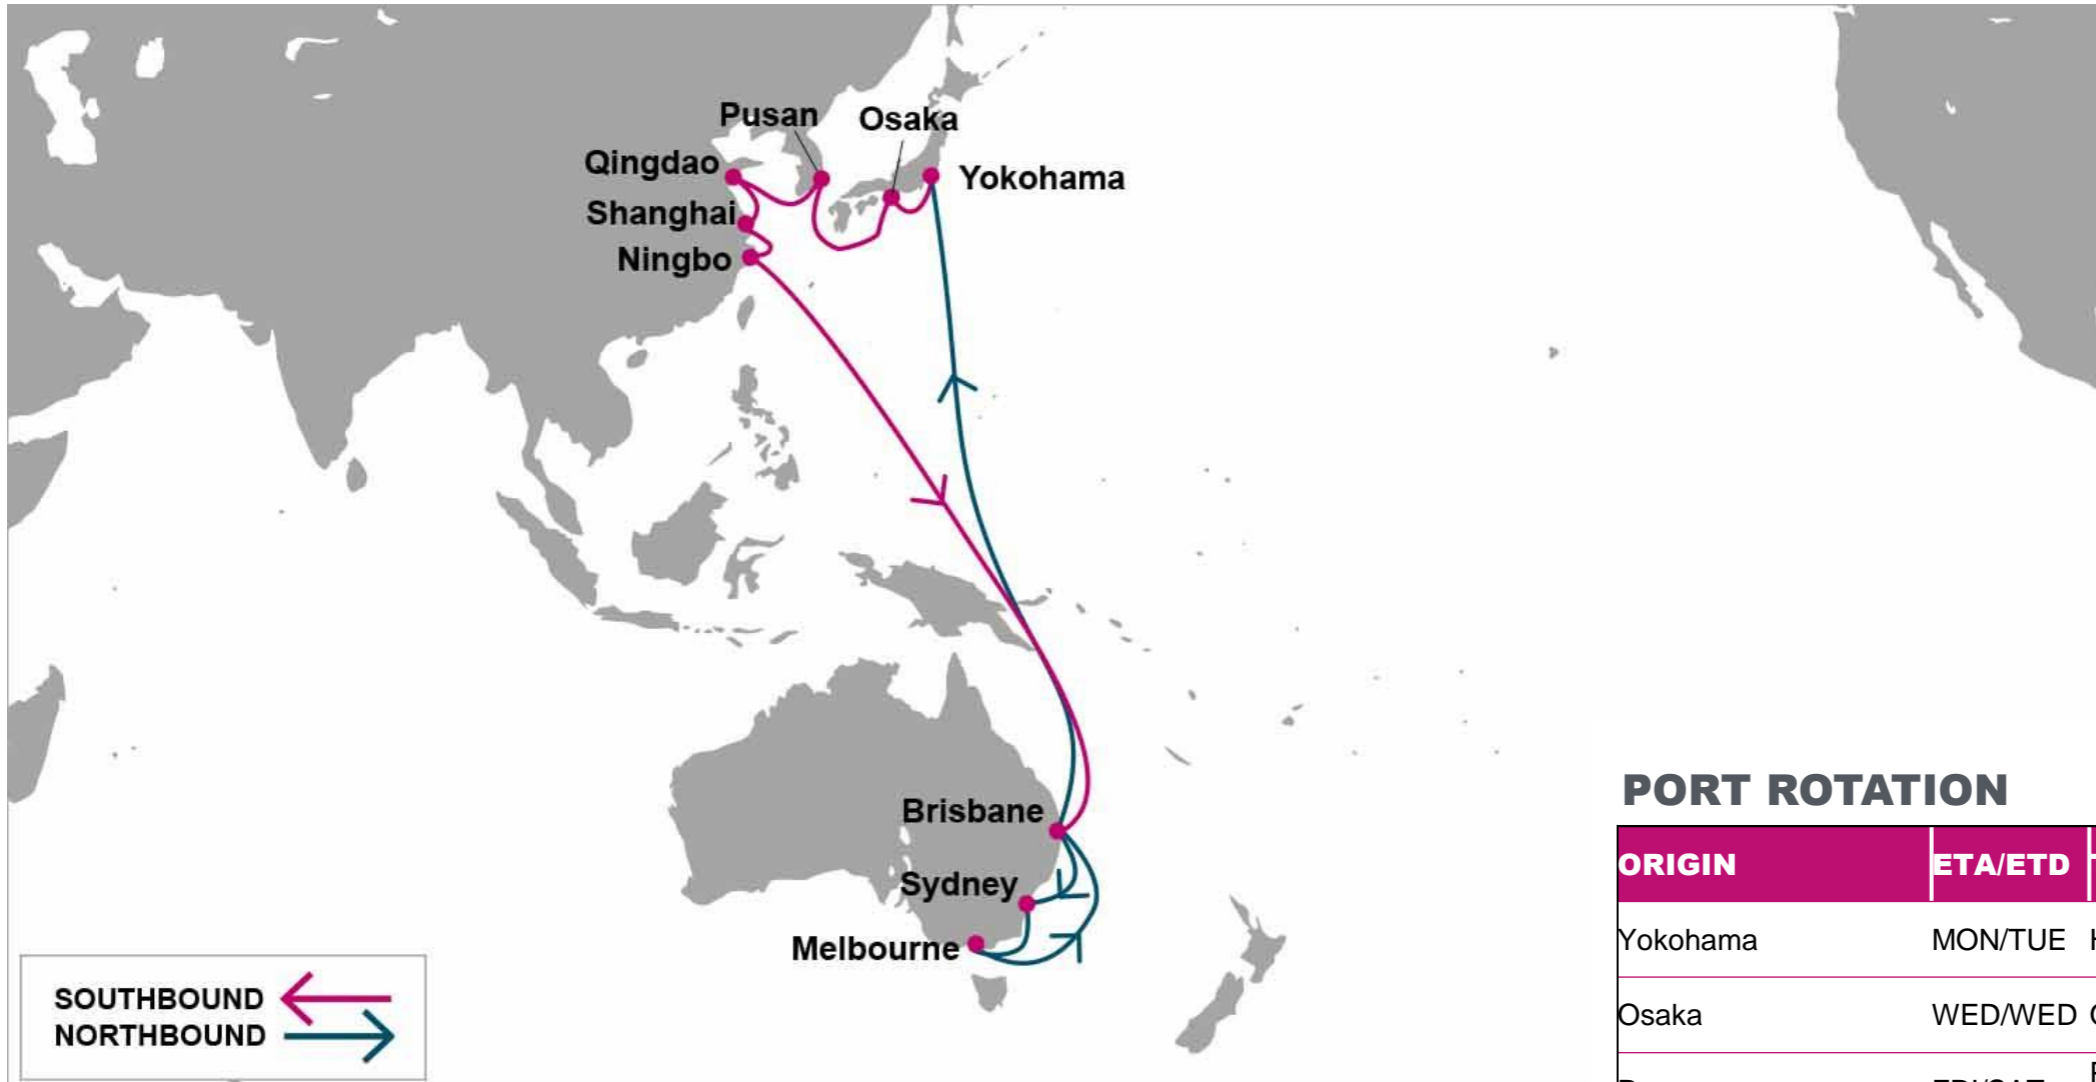 Pusan
Osaka
Qingdao
Yokohama
Shanghai
Ningbo
Brisbane
Sydney
Melbourne
SOUTHBOUND
NORTHBOUND
PORT ROTATION
ORIGIN ETA/ETD
Yokohama MON/TUE
Osaka WED/WED